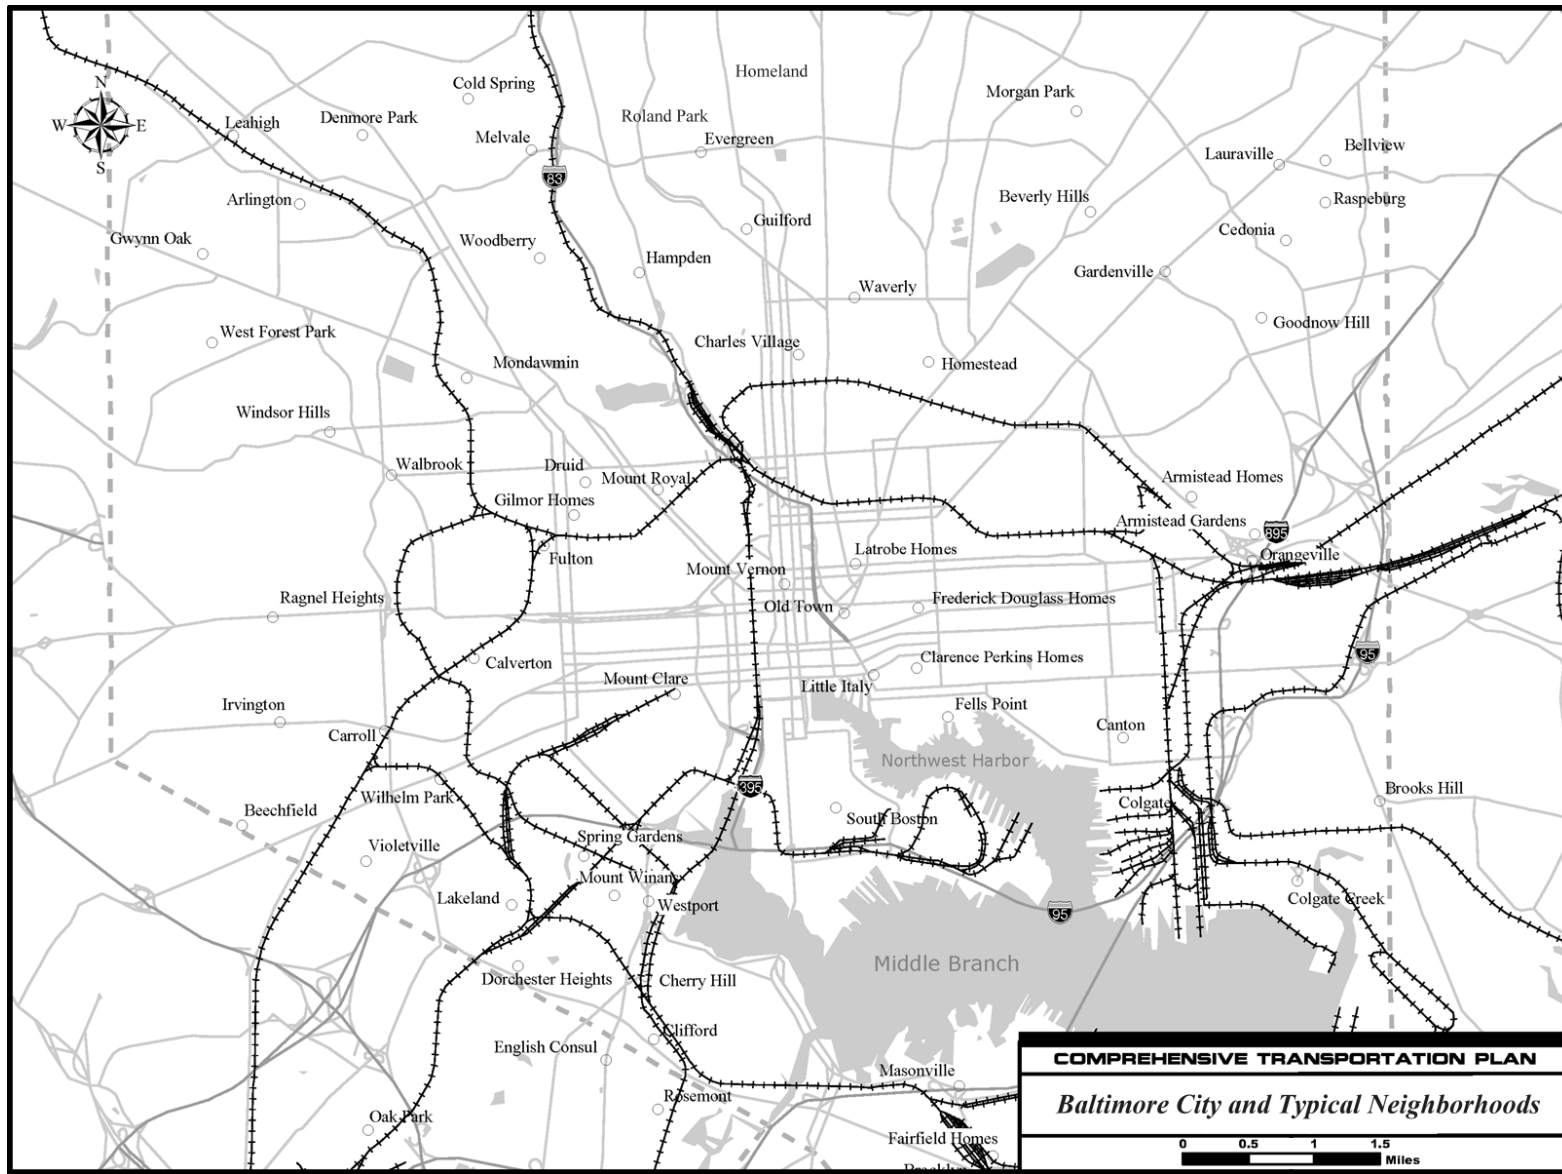 Homeland
Cold Spring
Morgan Park
N
W E
S
Leahigh
Denmore Park
Roland Park
Melvale
Evergreen
Bellview
Lauraville
83
Arlington
Beverly Hills
Raspeburg
Guilford
Cedonia
Gwynn Oak
Woodberry
Hampden
Gardenville
Waverly
West Forest Park
Goodnow Hill
Charles Village
Mondawmin
Homestead
Windsor Hills
Walbrook
Druid
Mount Royal
Armistead Homes
Gilmor Homes
Armistead Gardens
895
Fulton
Latrobe Homes
Orangeville
Mount Vernon
Ragnel Heights
Old Town
Frederick Douglass Homes
95
Calverton
Clarence Perkins Homes
Mount Clare
Little Italy
Irvington
Fells Point
Carroll
Canton
Northwest Harbor
395
Wilhelm Park
Brooks Hill
Beechfield
Colgate
South Boston
Spring Gardens
Violetville
Mount Winans
Lakeland
Westport
Colgate Creek
95
Middle Branch
Dorchester Heights
Cherry Hill
Clifford
English Consul
Masonville
Rosemont
Oak Park
Fairfield Homes
COMPREHENSIVE TRANSPORTATION PLAN
Baltimore City and Typical Neighborhoods
0 0.5 1 1.5
Miles